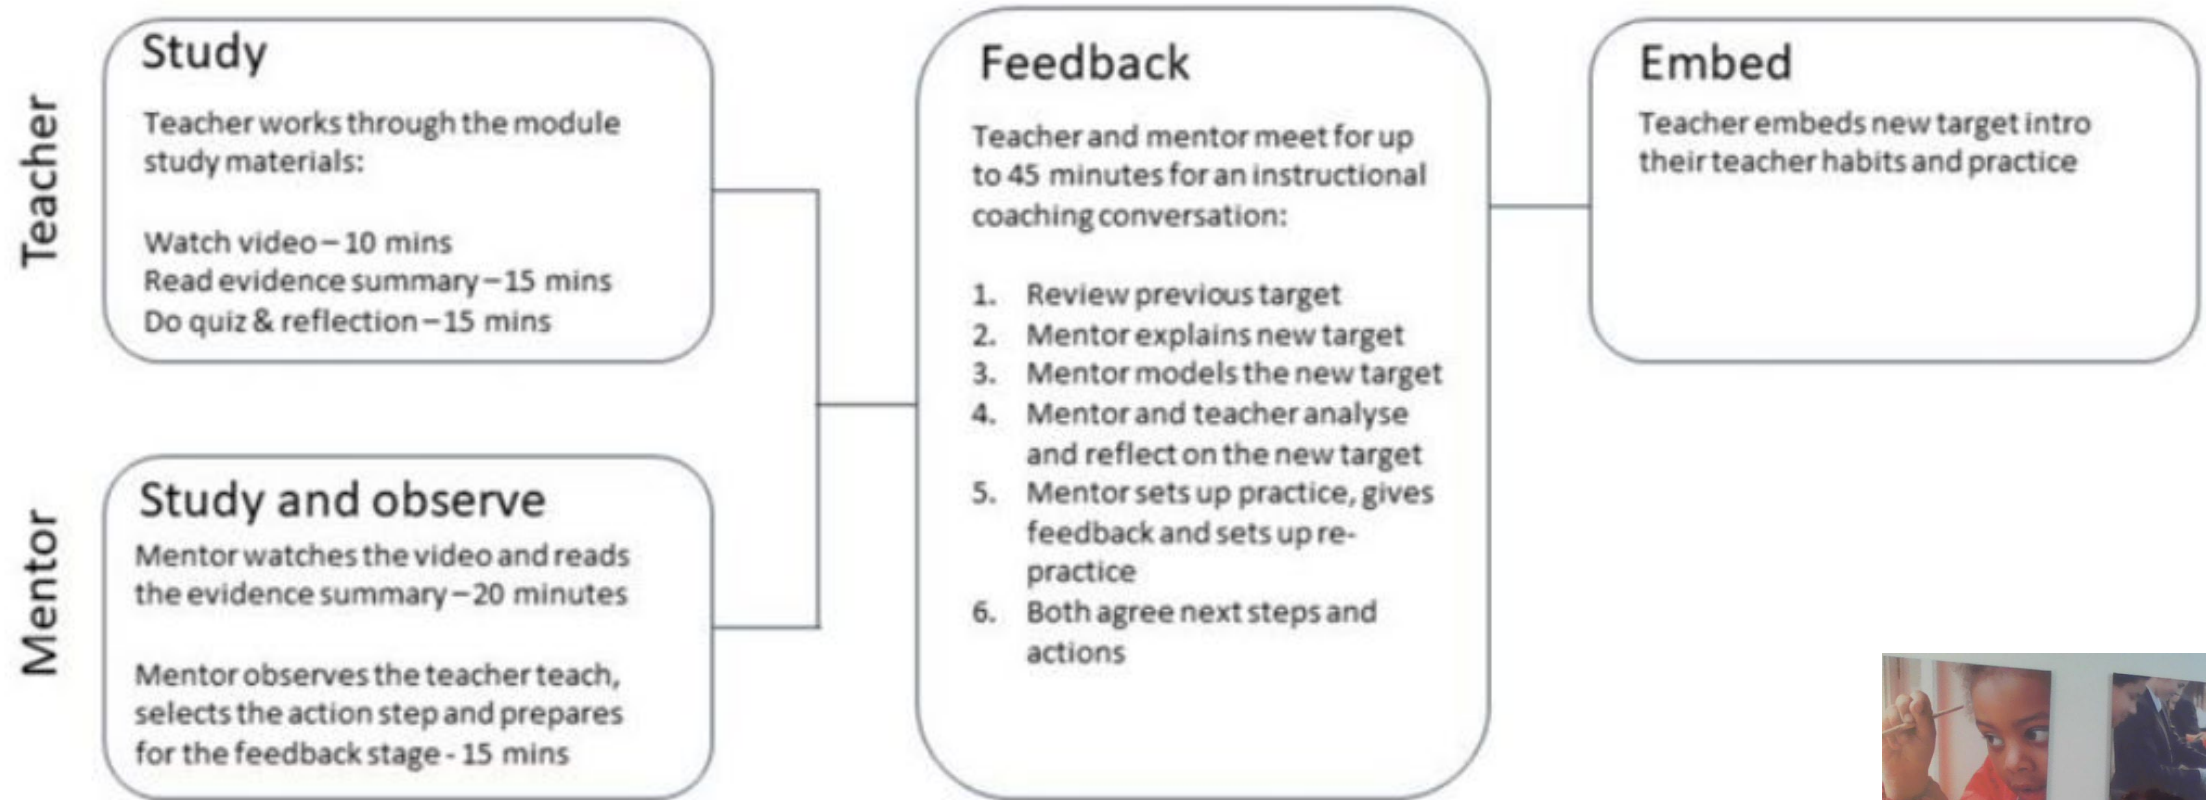 Teacher
Study
Teacher works through the module
study materials:
Watch video – 10 mins
Read evidence summary – 15 mins
Do quiz & reflection – 15 mins
Mentor
Study and observe
Mentor watches the video and reads
the evidence summary – 20 minutes
Mentor observes the teacher teach,
selects the action step and prepares
for the feedback stage - 15 mins
Feedback
Teacher and mentor meet for up
to 45 minutes for an instructional
coaching conversation:
1. Review previous target
2. Mentor explains new target
3. Mentor models the new target
4. Mentor and teacher analyse
and reflect on the new target
5. Mentor sets up practice, gives
feedback and sets up re-
practice
6. Both agree next steps and
actions
Embed
Teacher embeds new target intro
their teacher habits and practice